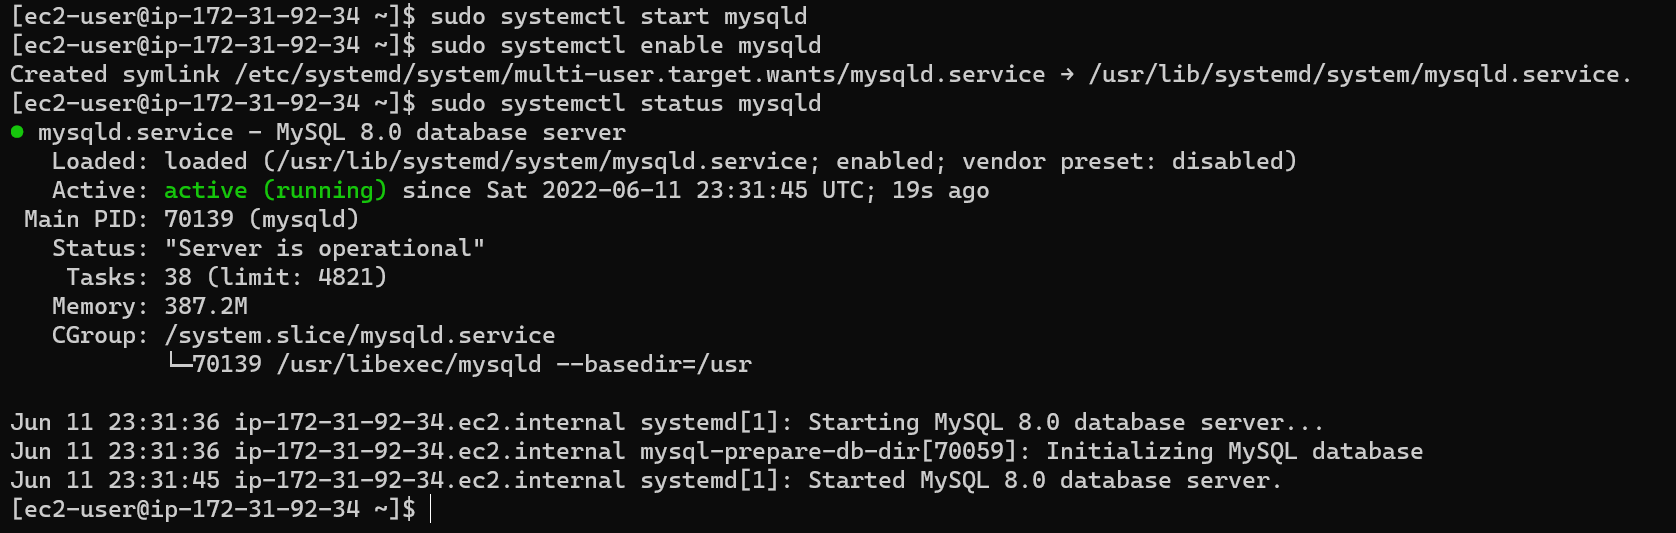 [ec2-user@ip-172-31-92-34 ~]$ sudo systemctl start mysqld
[ec2-user@ip-172-31-92-34 ~]$ sudo systemctl enable mysqld
Created symlink /etc/systemd/system/multi-user.target.wants/mysqld.service → /usr/lib/systemd/system/mysqld.service.
[ec2-user@ip-172-31-92-34 ~]$ sudo systemctl status mysqld
● mysqld.service - MySQL 8.0 database server
   Loaded: loaded (/usr/lib/systemd/system/mysqld.service; enabled; vendor preset: disabled)
   Active: active (running) since Sat 2022-06-11 23:31:45 UTC; 19s ago
 Main PID: 70139 (mysqld)
   Status: "Server is operational"
    Tasks: 38 (limit: 4821)
   Memory: 387.2M
   CGroup: /system.slice/mysqld.service
           └─70139 /usr/libexec/mysqld --basedir=/usr

Jun 11 23:31:36 ip-172-31-92-34.ec2.internal systemd[1]: Starting MySQL 8.0 database server...
Jun 11 23:31:36 ip-172-31-92-34.ec2.internal mysql-prepare-db-dir[70059]: Initializing MySQL database
Jun 11 23:31:45 ip-172-31-92-34.ec2.internal systemd[1]: Started MySQL 8.0 database server.
[ec2-user@ip-172-31-92-34 ~]$